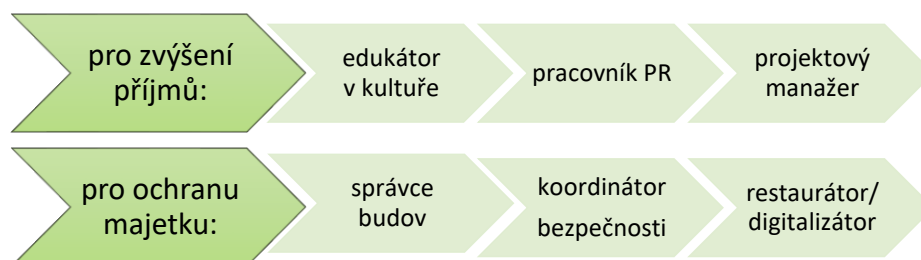 pro zvýšení
příjmů:
edukátor
v kultuře
pracovník PR
projektový
manažer
pro ochranu
majetku:
správce
budov
koordinátor
bezpečnosti
restaurátor/
digitalizátor